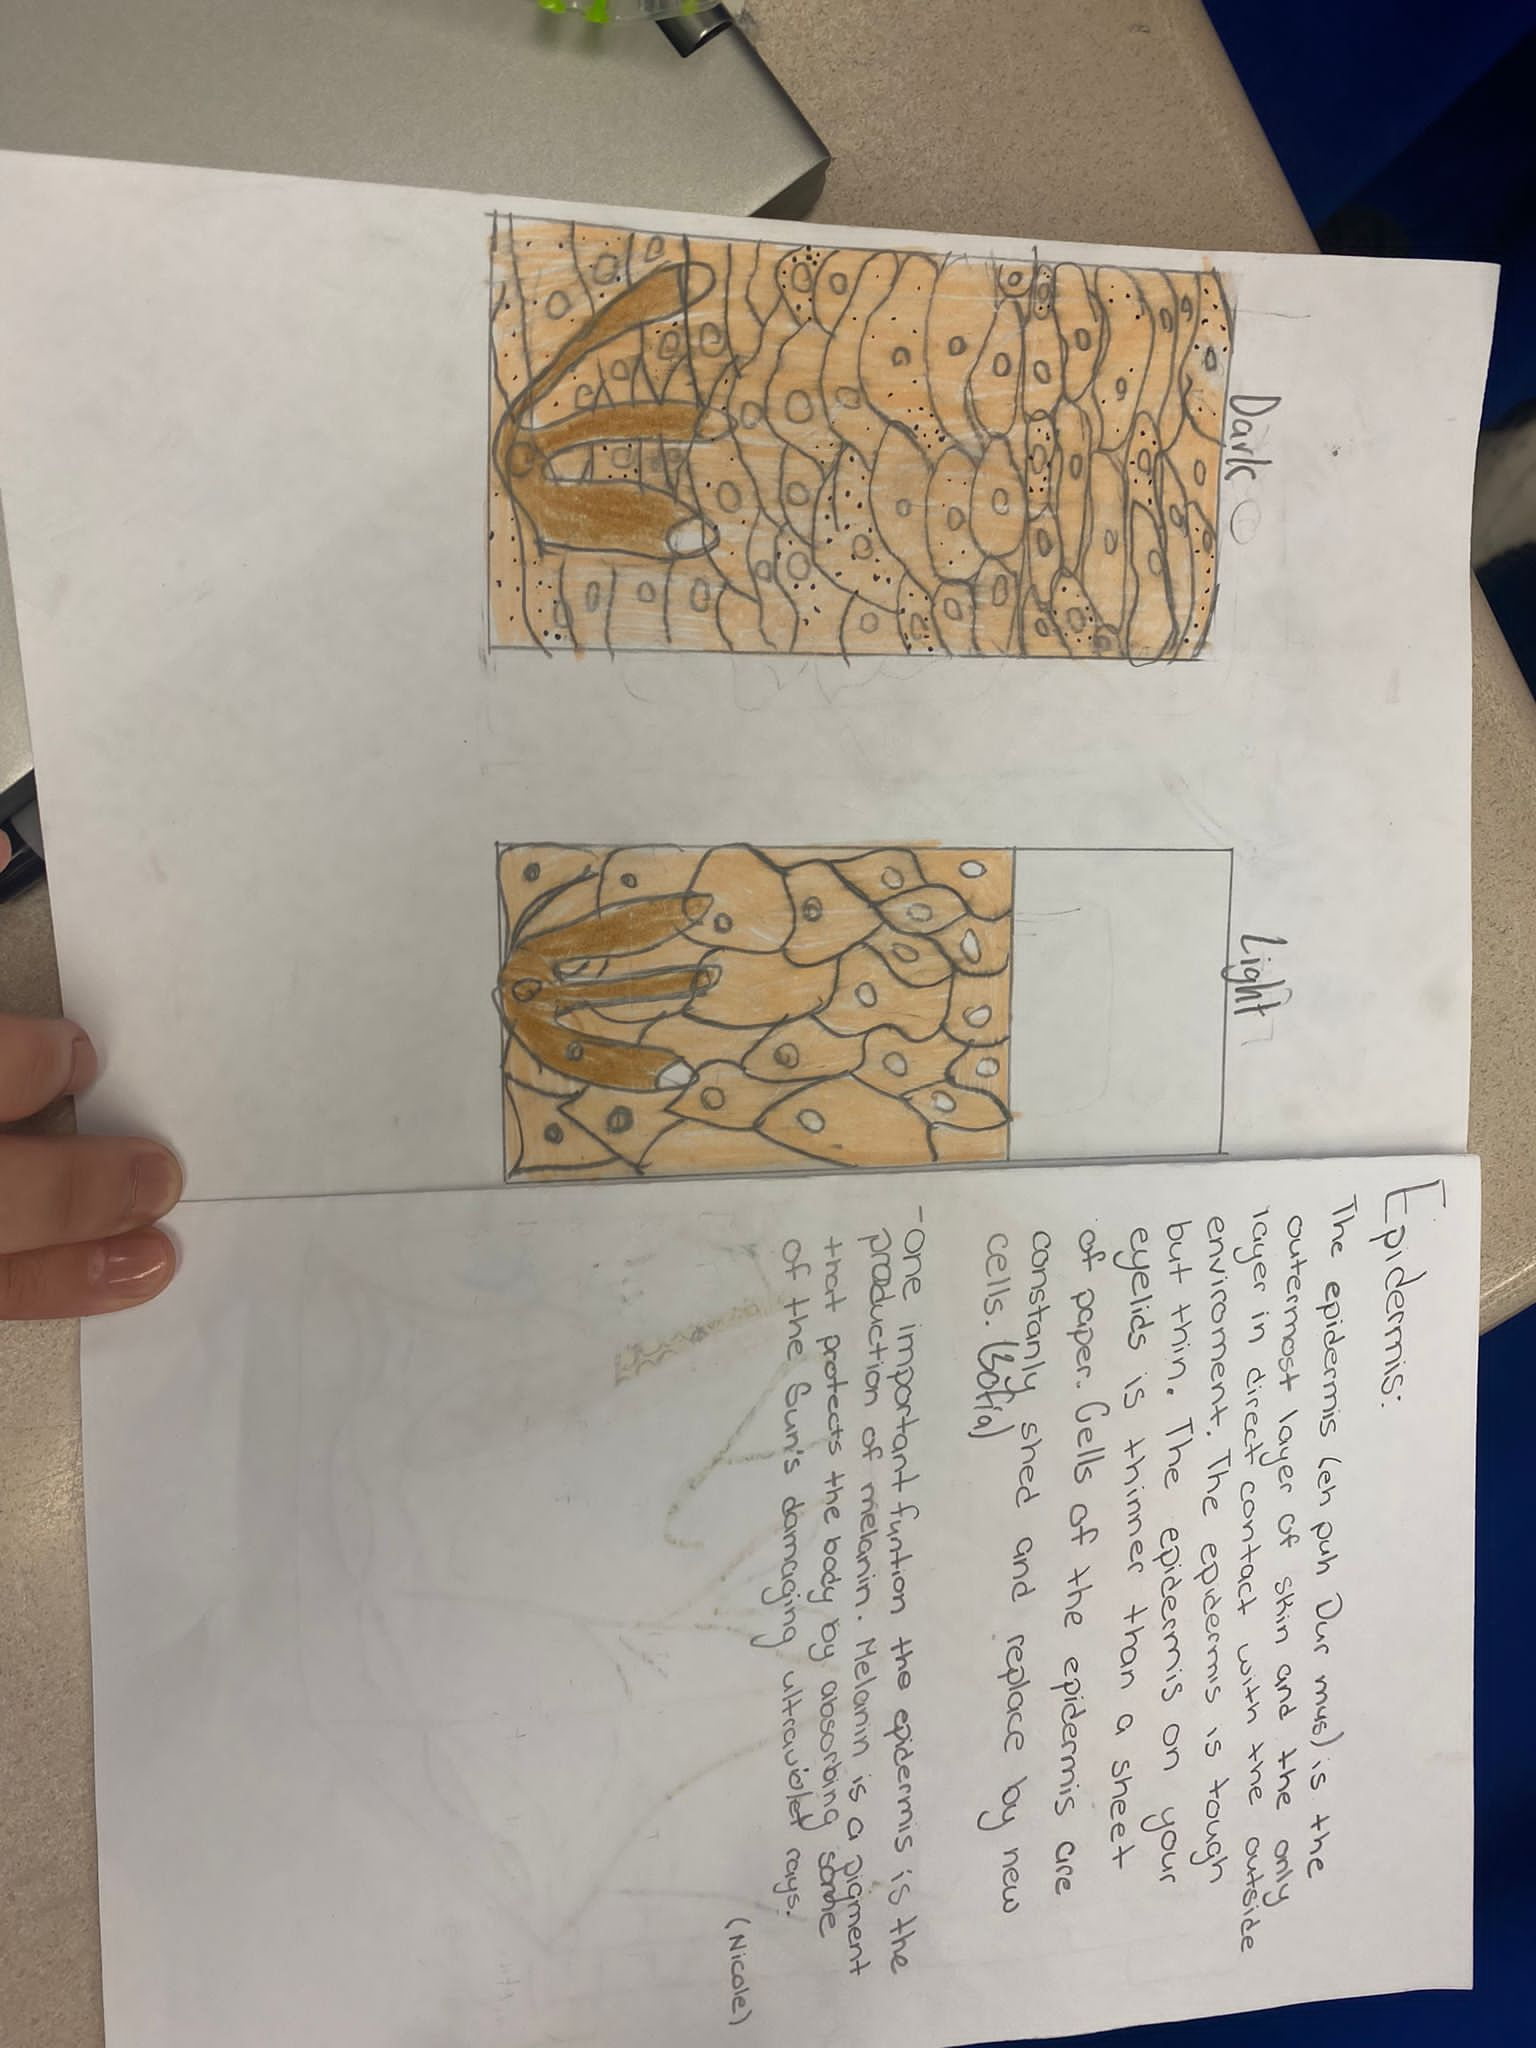 Dark
Light
Epidermis:
The epidermis (eh puh Dur mus) is the
outermost layer of skin and the only
layer in direct contact with the outside
enviroment. The epidermis is tough
but thin. The epidermis on your
eyelids is thinner than a sheet
of paper. Cells of the epidermis are
constanly shed and replace by new
cells. (Sofia)
-One important funtion the epidermis is the
production of melanin. Melanin is a pigment
that protects the body by absorbing some
of the Sun's damaging ultraviolet rays.
(Nicole)